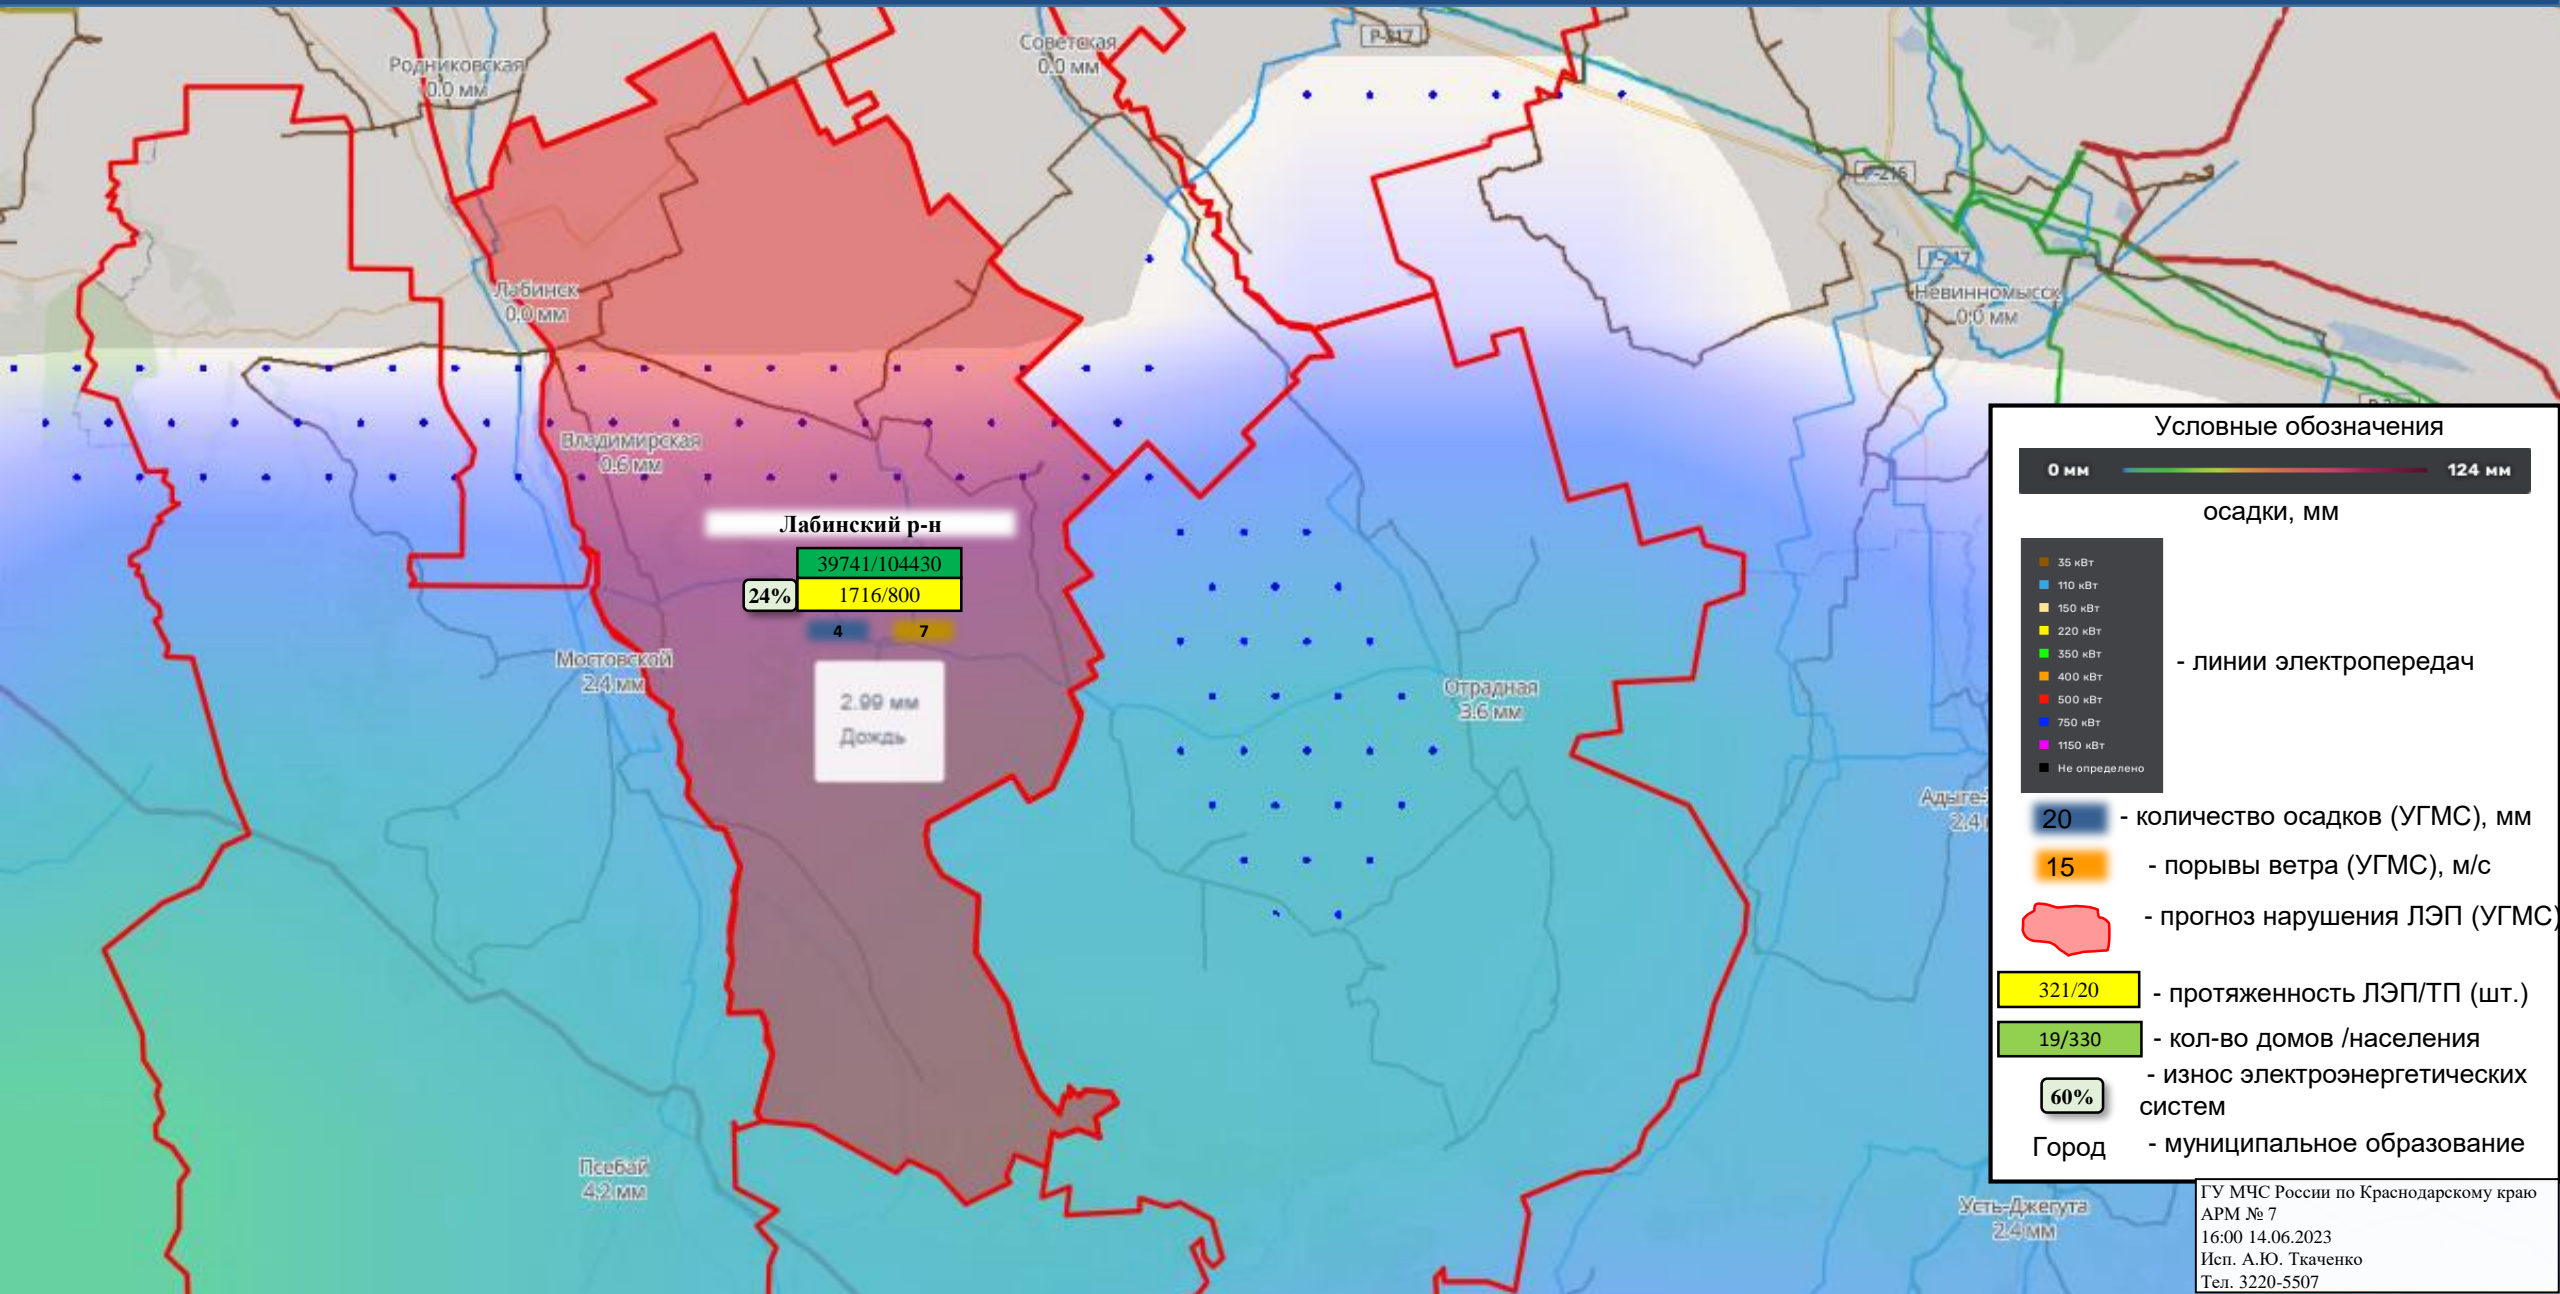 Родниковская
0.0 мм
Советская
0.0 мм
Р-217
Р-216
Р-217
Невинномысск
0.0 мм
Лабинск
0.0 мм
Владимирская
0.6 мм
Лабинский р-н
39741/104430
24%
1716/800
4
7
2.99 мм
Дождь
Мостовской
2.4 мм
Отрадная
3.6 мм
Псебай
4.2 мм
Усть-Джегута
2.4 мм
Условные обозначения
0 мм
124 мм
осадки, мм
35 кВт
110 кВт
150 кВт
220 кВт
350 кВт
400 кВт
500 кВт
750 кВт
1150 кВт
Не определено
- линии электропередач
20 - количество осадков (УГМС), мм
15 - порывы ветра (УГМС), м/с
- прогноз нарушения ЛЭП (УГМС)
321/20 - протяженность ЛЭП/ТП (шт.)
19/330 - кол-во домов /населения
60% - износ электроэнергетических
систем
Город - муниципальное образование
ГУ МЧС России по Краснодарскому краю
АРМ № 7
16:00 14.06.2023
Исп. А.Ю. Ткаченко
Тел. 3220-5507